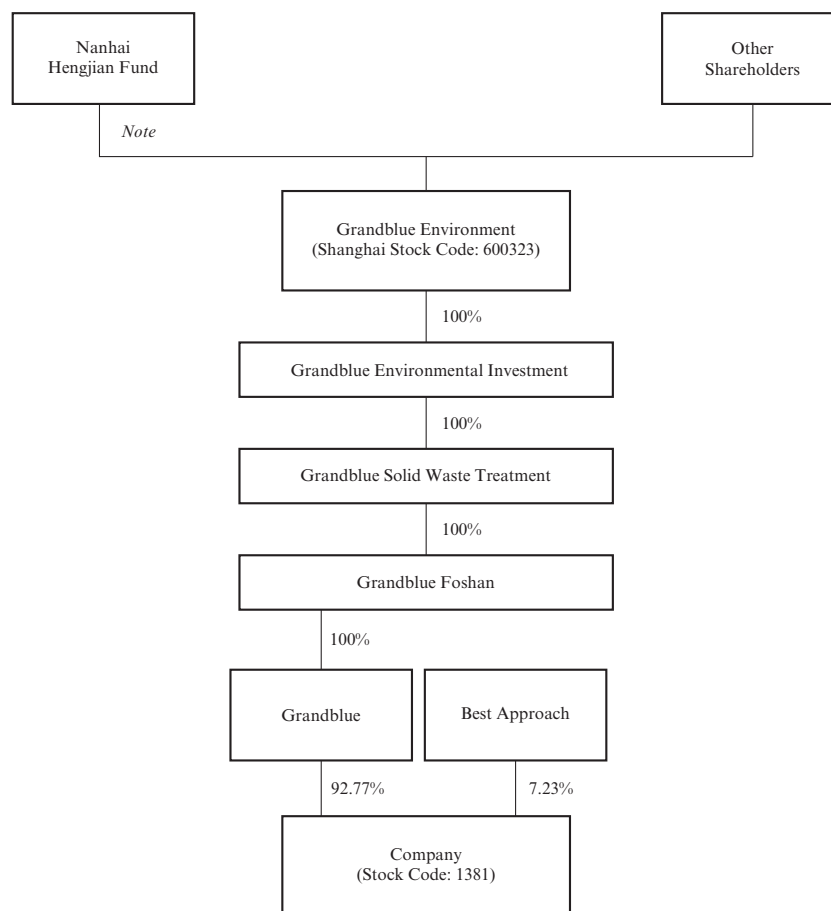 Nanhai
Hengjian Fund
Other
Shareholders
Note
Grandblue Environment
(Shanghai Stock Code: 600323)
100%
Grandblue Environmental Investment
100%
Grandblue Solid Waste Treatment
100%
Grandblue Foshan
100%
Grandblue
Best Approach
92.77%
7.23%
Company
(Stock Code: 1381)